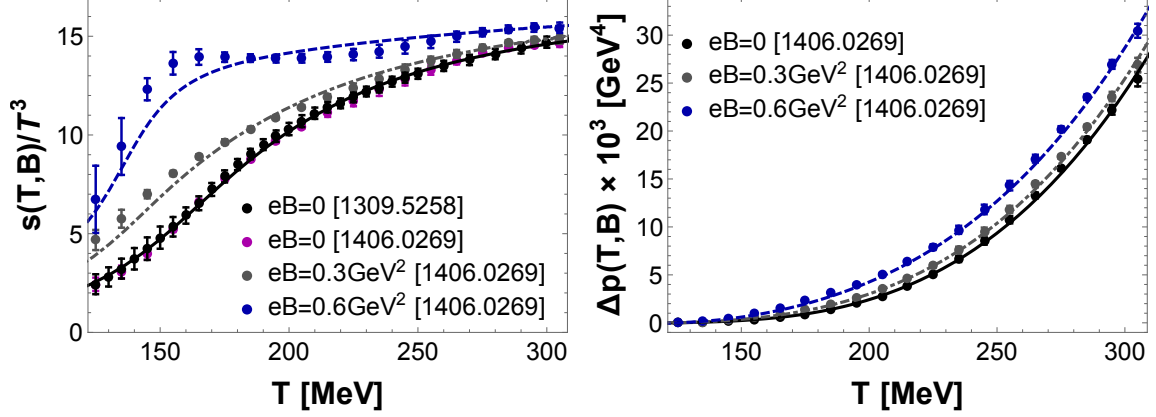 s(T,B)/T³
15
10
5
0
eB=0 [1309.5258]
eB=0 [1406.0269]
eB=0.3GeV² [1406.0269]
eB=0.6GeV² [1406.0269]
150 200 250 300
T [MeV]
Δp(T,B) × 10³ [GeV⁴]
30
25
20
15
10
5
0
eB=0 [1406.0269]
eB=0.3GeV² [1406.0269]
eB=0.6GeV² [1406.0269]
150 200 250 300
T [MeV]